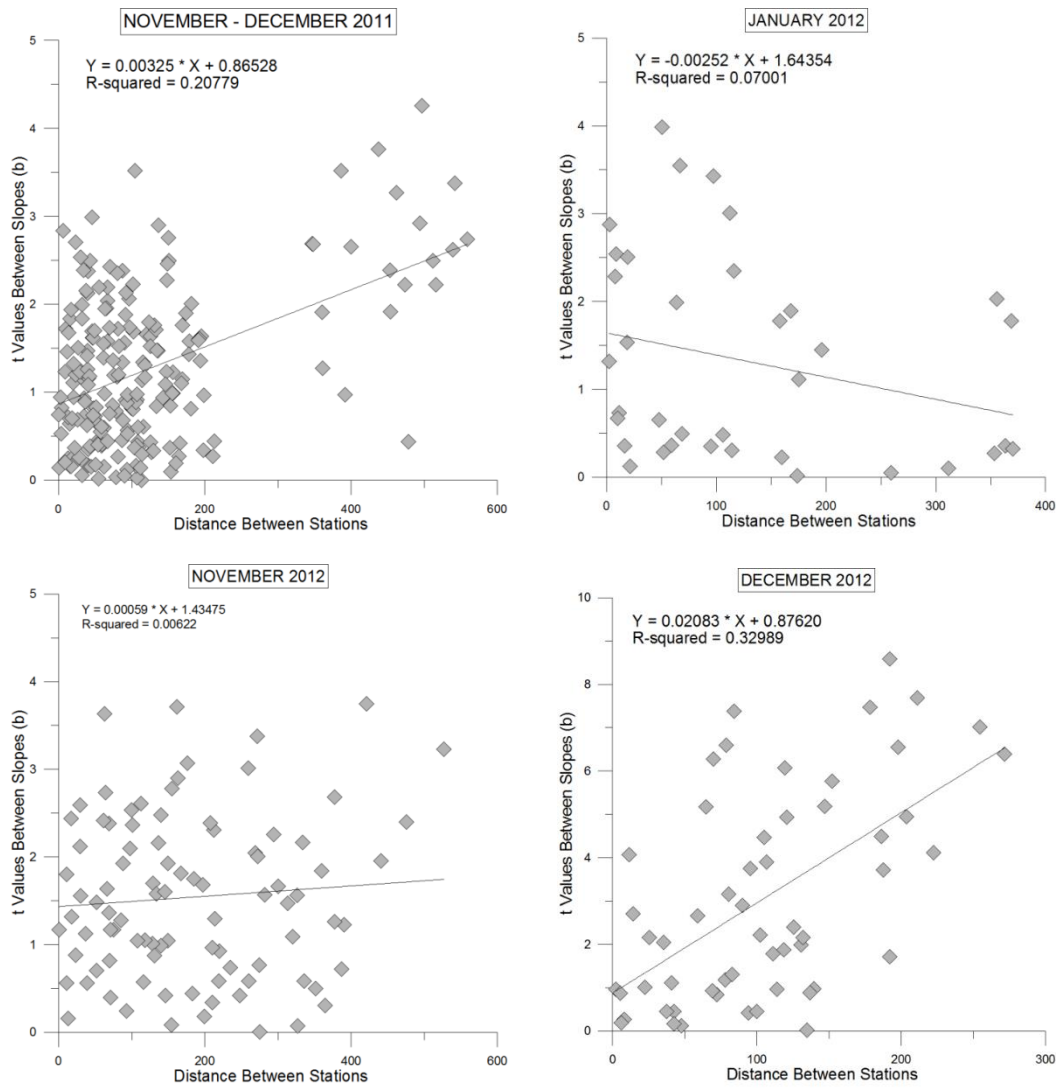 NOVEMBER - DECEMBER 2011
Y = 0.00325 * X + 0.86528
R-squared = 0.20779
5
4
3
2
1
0
t Values Between Slopes (b)
0
200
400
600
Distance Between Stations
JANUARY 2012
Y = -0.00252 * X + 1.64354
R-squared = 0.07001
5
4
3
2
1
0
t Values Between Slopes (b)
0
100
200
300
400
Distance Between Stations
NOVEMBER 2012
Y = 0.00059 * X + 1.43475
R-squared = 0.00622
5
4
3
2
1
0
t Values Between Slopes (b)
0
200
400
600
Distance Between Stations
DECEMBER 2012
Y = 0.02083 * X + 0.87620
R-squared = 0.32989
10
8
6
4
2
0
t Values Between Slopes (b)
0
100
200
300
Distance Between Stations